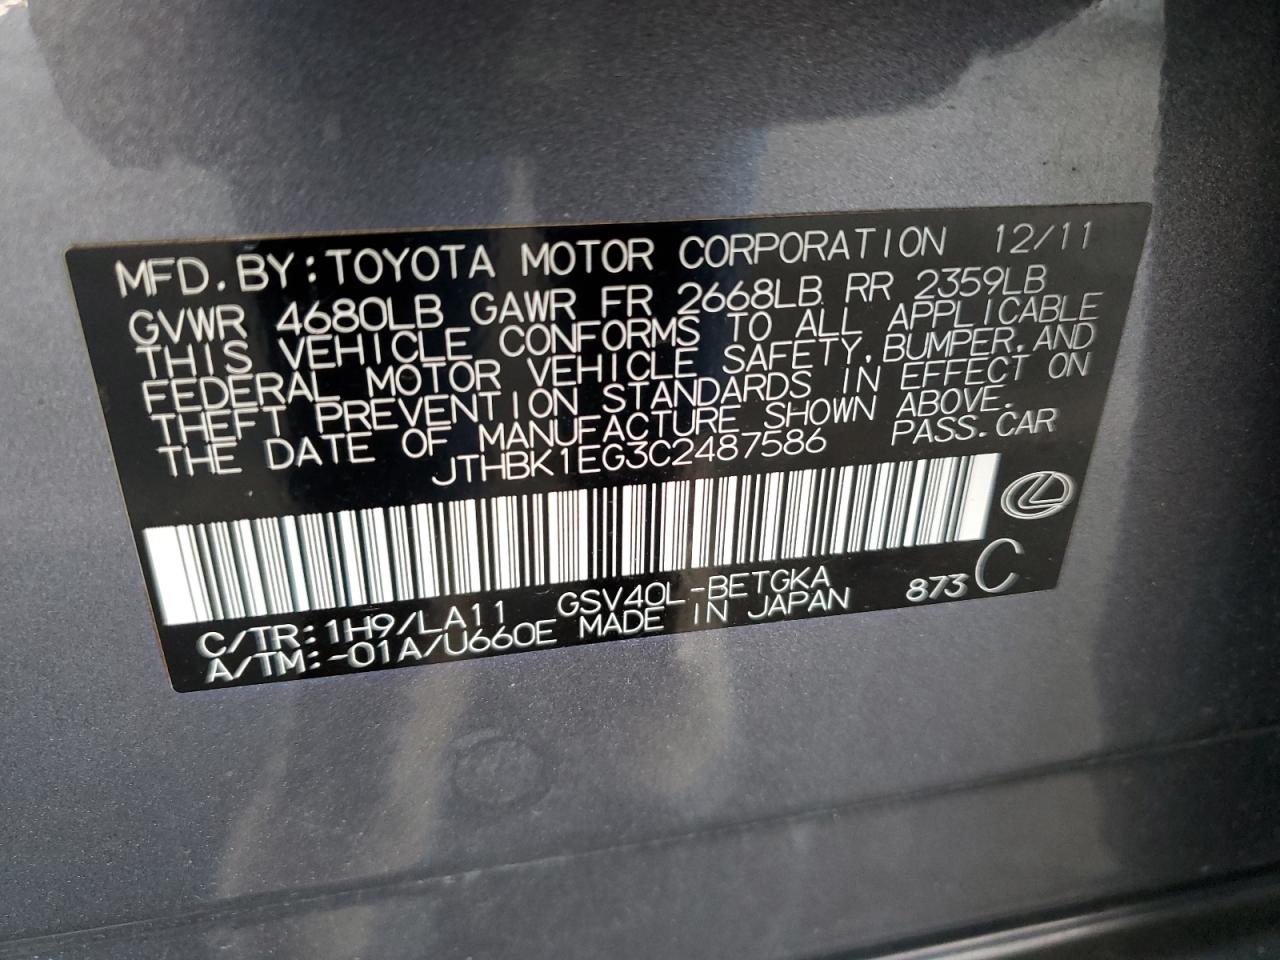 MFD. BY: TOYOTA MOTOR CORPORATION 12/11
GVWR 4680LB GAWR FR 2668LB RR 2359LB
THIS VEHICLE CONFORMS TO ALL APPLICABLE
FEDERAL MOTOR VEHICLE SAFETY, BUMPER, AND
THEFT PREVENTION STANDARDS IN EFFECT ON
THE DATE OF MANUFACTURE SHOWN ABOVE.
JTHBK1EG3C2487586 PASS. CAR
C/TR: 1H9/LA11 GSV40L-BETGKA 873 C
A/TM: -01A/U660E MADE IN JAPAN